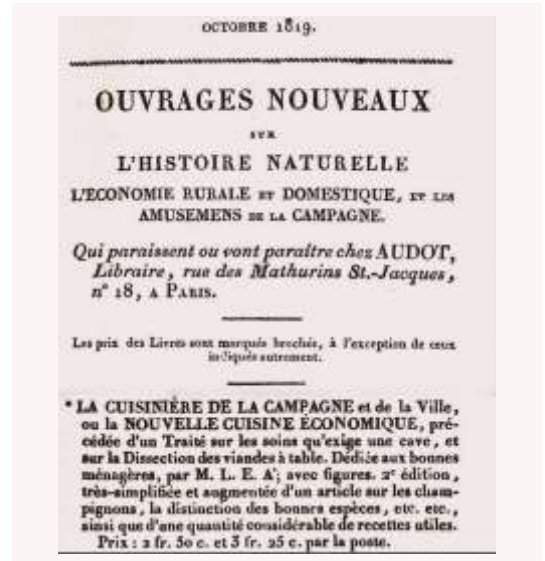 OCTOBRE 1819.
OUVRAGES NOUVEAUX
SUR
L'HISTOIRE NATURELLE
L'ECONOMIE RURALE ET DOMESTIQUE, ET LES
AMUSEMENS DE LA CAMPAGNE.
Qui paraissent ou vont paraître chez AUDOT,
Libraire, rue des Mathurins St.-Jacques,
n° 18, A PARIS.
Les prix des Livres sont marqués brochés, à l'exception de ceux
indiqués autrement.
* LA CUISINIÈRE DE LA CAMPAGNE et de la Ville,
ou la NOUVELLE CUISINE ÉCONOMIQUE, pré-
cédée d'un Traité sur les soins qu'exige une cave, et
sur la Dissection des viandes à table. Dédiée aux bonnes
ménagères, par M. L. E. A*; avec figures. 2e édition,
très-simplifiée et augmentée d'un article sur les cham-
pignons, la distinction des bonnes espèces, etc. etc.,
ainsi que d'une quantité considérable de recettes utiles.
Prix : 2 fr. 50 c. et 3 fr. 25 c. par la poste.